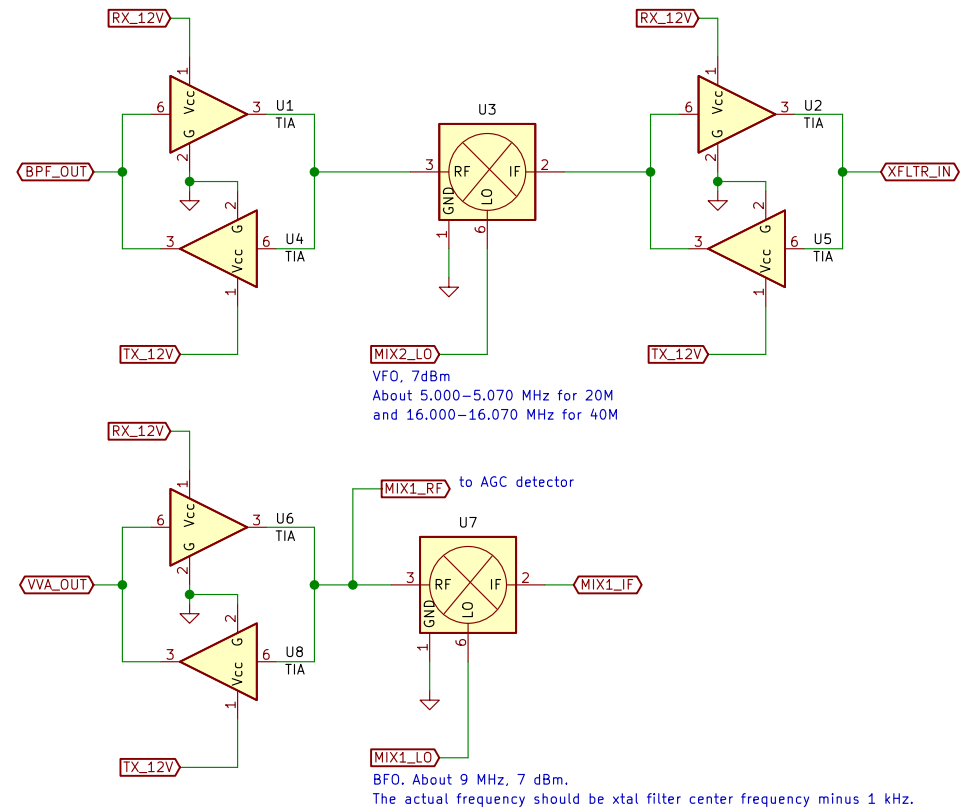 RX_12V
RX_12V
1
Vcc
6
3
U1
TIA
G
2
1
Vcc
6
3
U2
TIA
G
2
U3
BPF_OUT
3
RF
IF
2
LO
GND
1
6
XFLTR_IN
2
G
3
6
U4
TIA
Vcc
1
2
G
3
6
U5
TIA
Vcc
1
TX_12V
MIX2_LO
TX_12V
VFO, 7dBm
About 5.000-5.070 MHz for 20M
and 16.000-16.070 MHz for 40M
RX_12V
1
Vcc
6
3
U6
TIA
G
2
MIX1_RF
to AGC detector
U7
VVA_OUT
3
RF
IF
2
MIX1_IF
LO
GND
1
6
2
G
3
6
U8
TIA
Vcc
1
TX_12V
MIX1_LO
BFO. About 9 MHz, 7 dBm.
The actual frequency should be xtal filter center frequency minus 1 kHz.